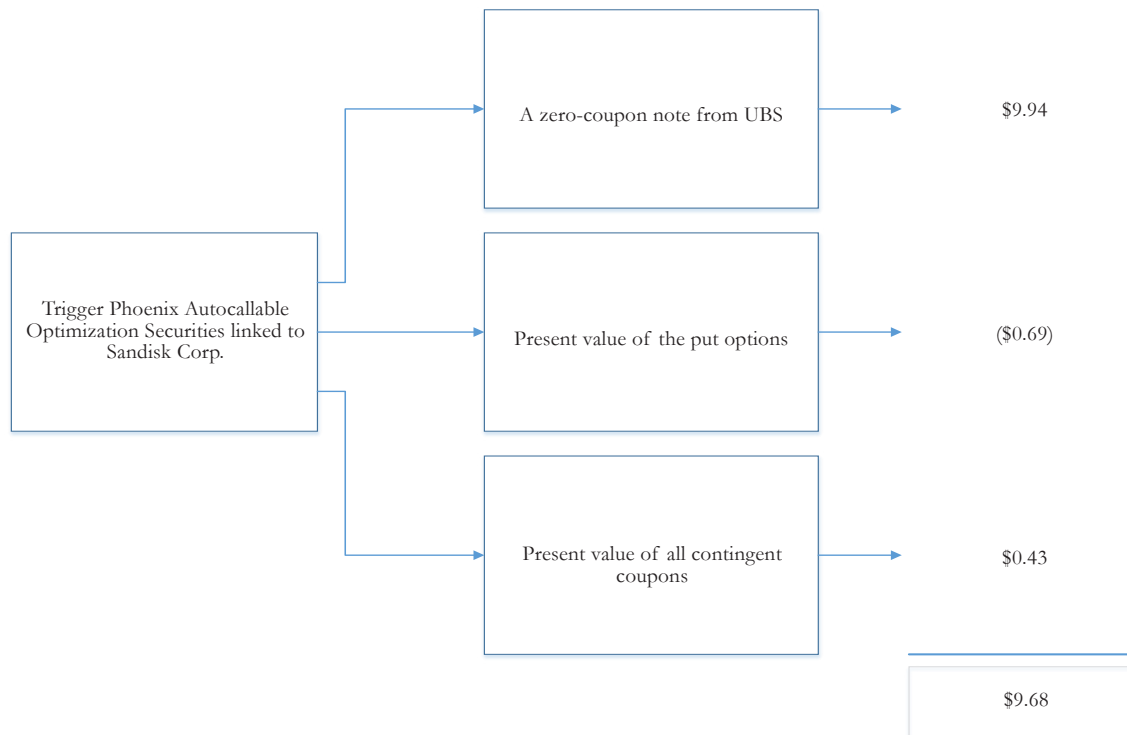 A zero-coupon note from UBS
$9.94
Trigger Phoenix Autocallable
Optimization Securities linked to
Sandisk Corp.
Present value of the put options
($0.69)
Present value of all contingent
coupons
$0.43
$9.68